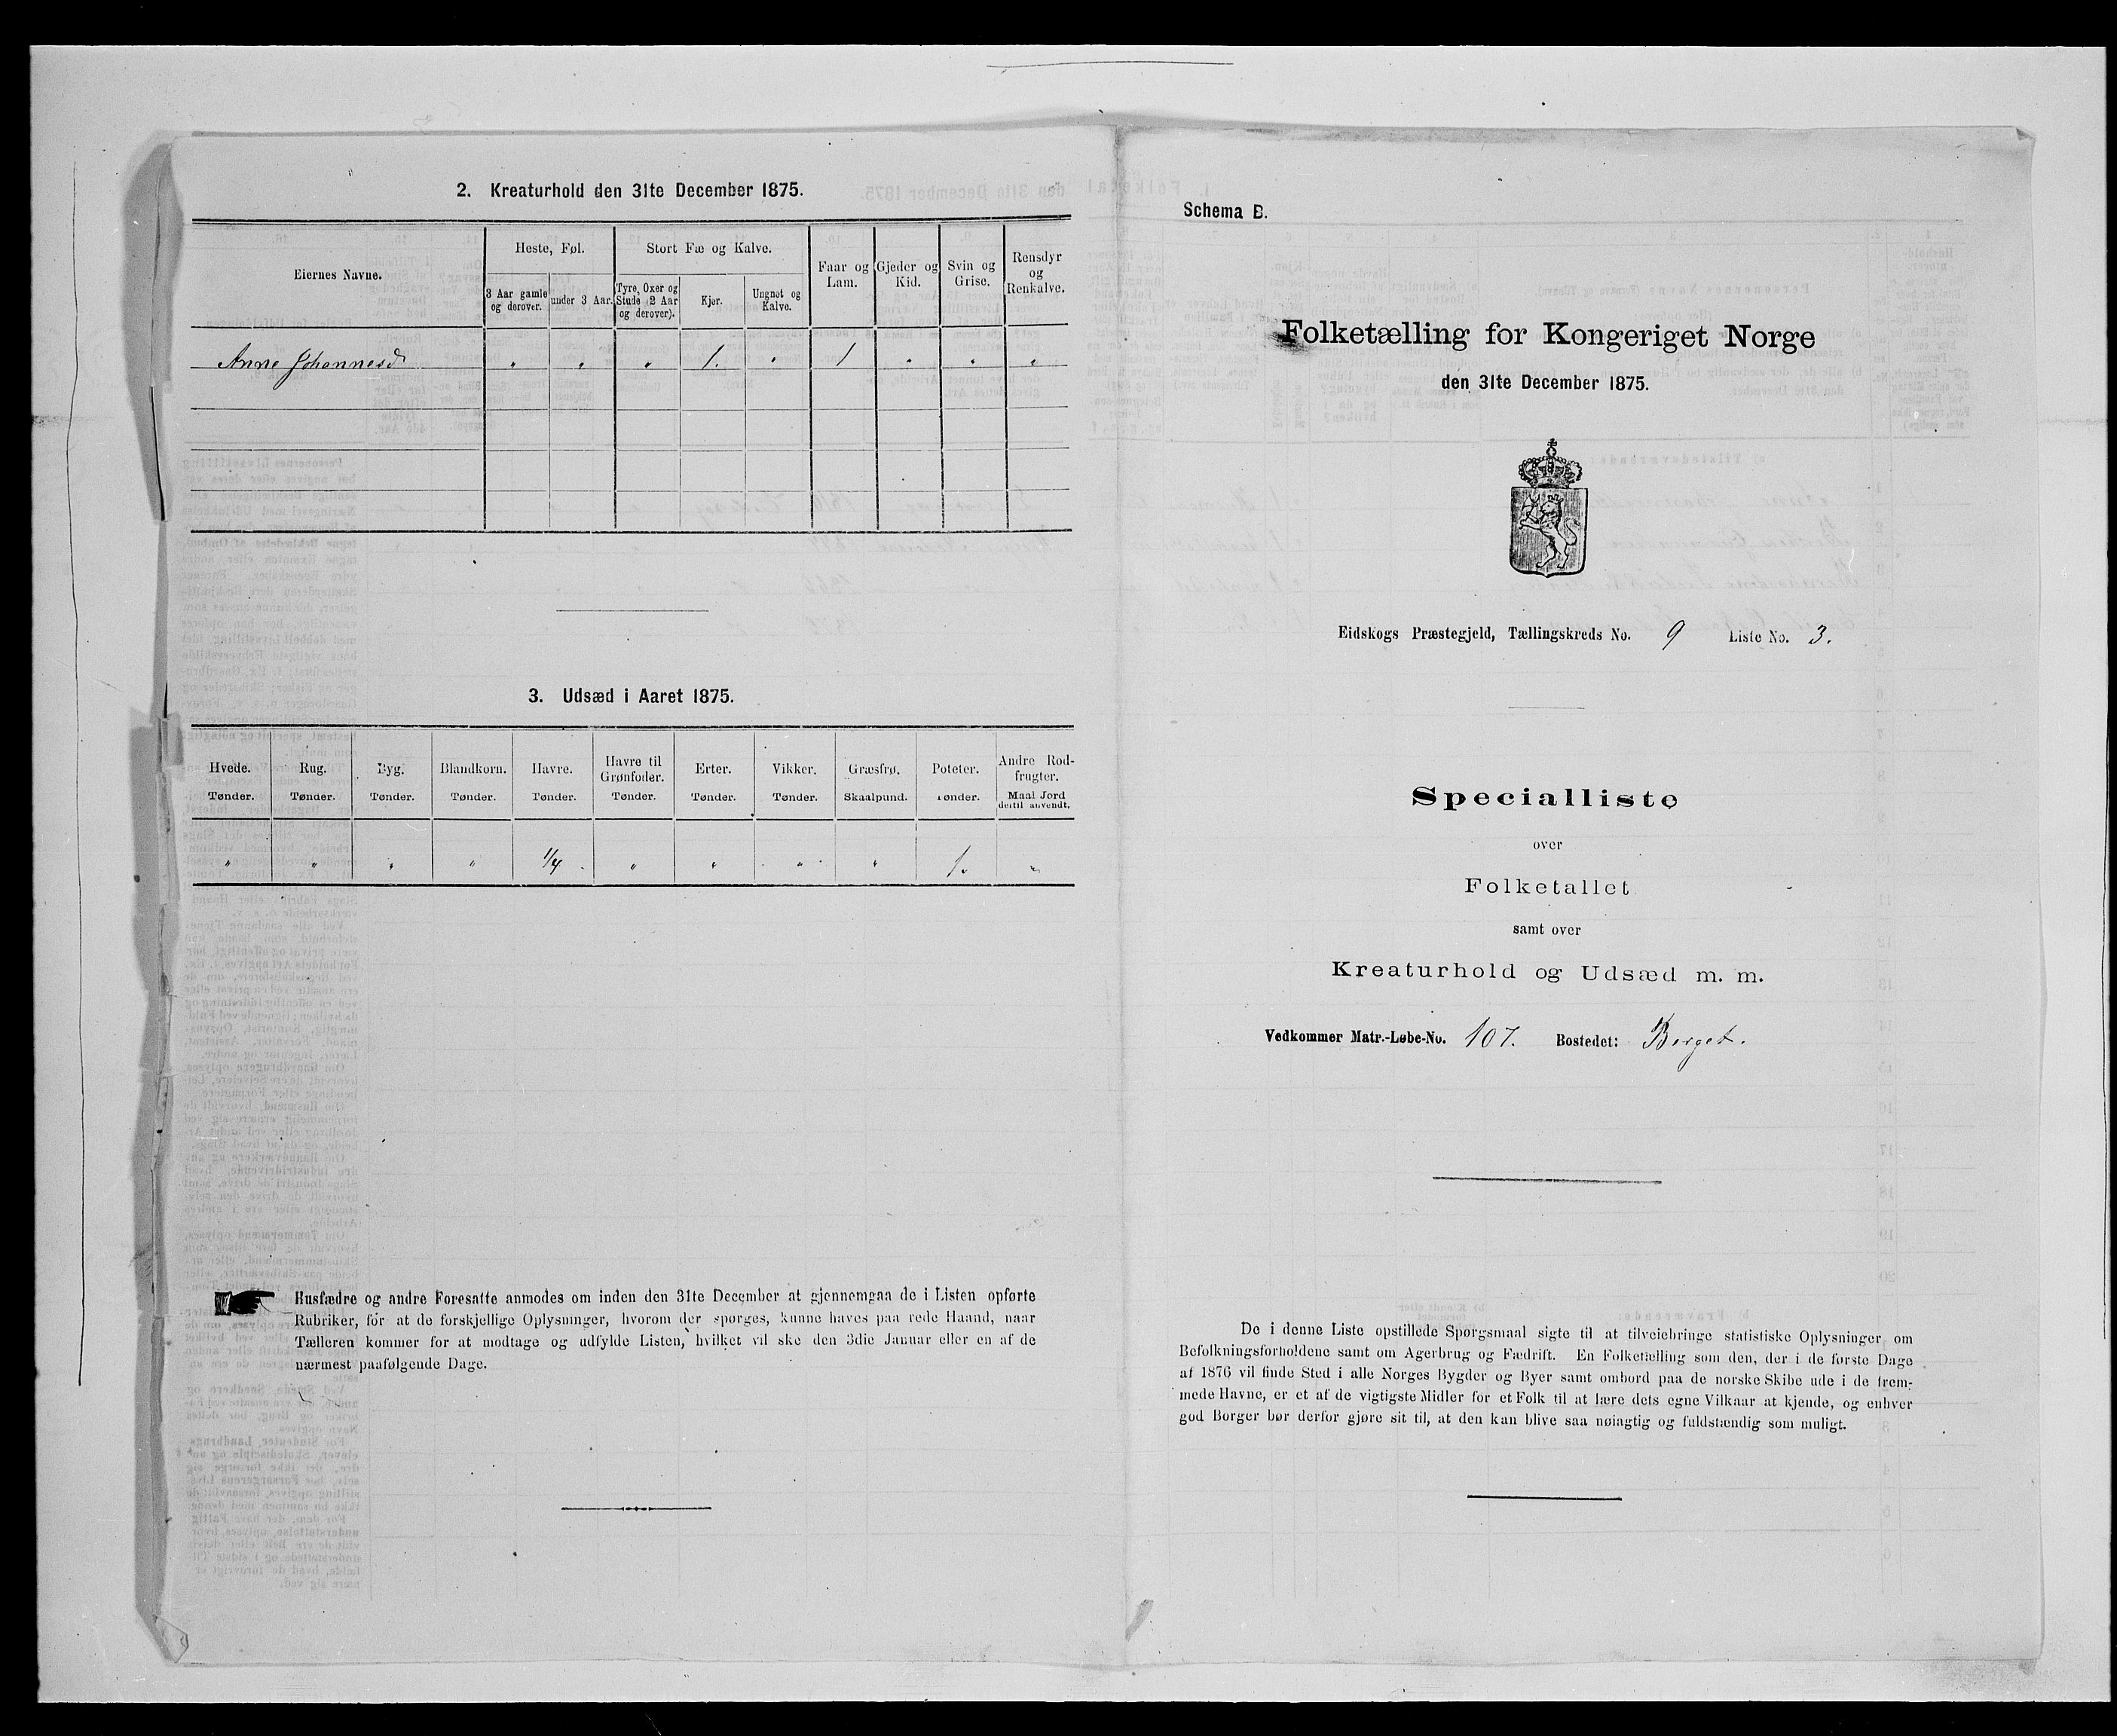 2. Kreaturhold den 31te December 1875.
Eiernes Navne.
Heste, Føl.
Stort Fæ og Kalve.
Faar og Lam.
Gjeder og Kid.
Svin og Grise.
Rensdyr og Renkalve.
3 Aar gamle og derover.
under 3 Aar.
Tyre, Oxer og Stude (2 Aar og derover).
Kjør.
Ungnøt og Kalve.
Anne Johannesd " " " 1. " 1 " " "
3. Udsæd i Aaret 1875.
Hvede. Rug. Byg. Blandkorn. Havre. Havre til Grønfoder. Erter. Vikker. Græsfrø. Poteter. Andre Rodfrugter.
Tønder. Tønder. Tønder. Tønder. Tønder. Tønder. Tønder. Tønder. Skaalpund. Tønder. Maal Jord dertil anvendt.
" " " " 1/4 " " " " 1. "
Husfædre og andre Foresatte anmodes om inden den 31te December at gjennemgaa de i Listen opførte
Rubriker, for at de forskjellige Oplysninger, hvorom der spørges, kunne haves paa rede Haand, naar
Tælleren kommer for at modtage og udfylde Listen, hvilket vil ske den 3die Januar eller en af de
nærmest paafølgende Dage.
Schema B.
Folketælling for Kongeriget Norge
den 31te December 1875.
Eidskogs Præstegjeld, Tællingskreds No. 9 Liste No. 3.
Specialliste
over
Folketallet
samt over
Kreaturhold og Udsæd m. m.
Vedkommer Matr.-Løbe-No. 107. Bostedet: Berget.
De i denne Liste opstillede Spørgsmaal sigte til at tilveiebringe statistiske Oplysninger om
Befolkningsforholdene samt om Agerbrug og Fædrift. En Folketælling som den, der i de første Dage
af 1876 vil finde Sted i alle Norges Bygder og Byer samt ombord paa de norske Skibe ude i de frem-
mede Havne, er et af de vigtigste Midler for et Folk til at lære dets egne Vilkaar at kjende, og enhver
god Borger bør derfor gjøre sit til, at den kan blive saa nøiagtig og fuldstændig som muligt.